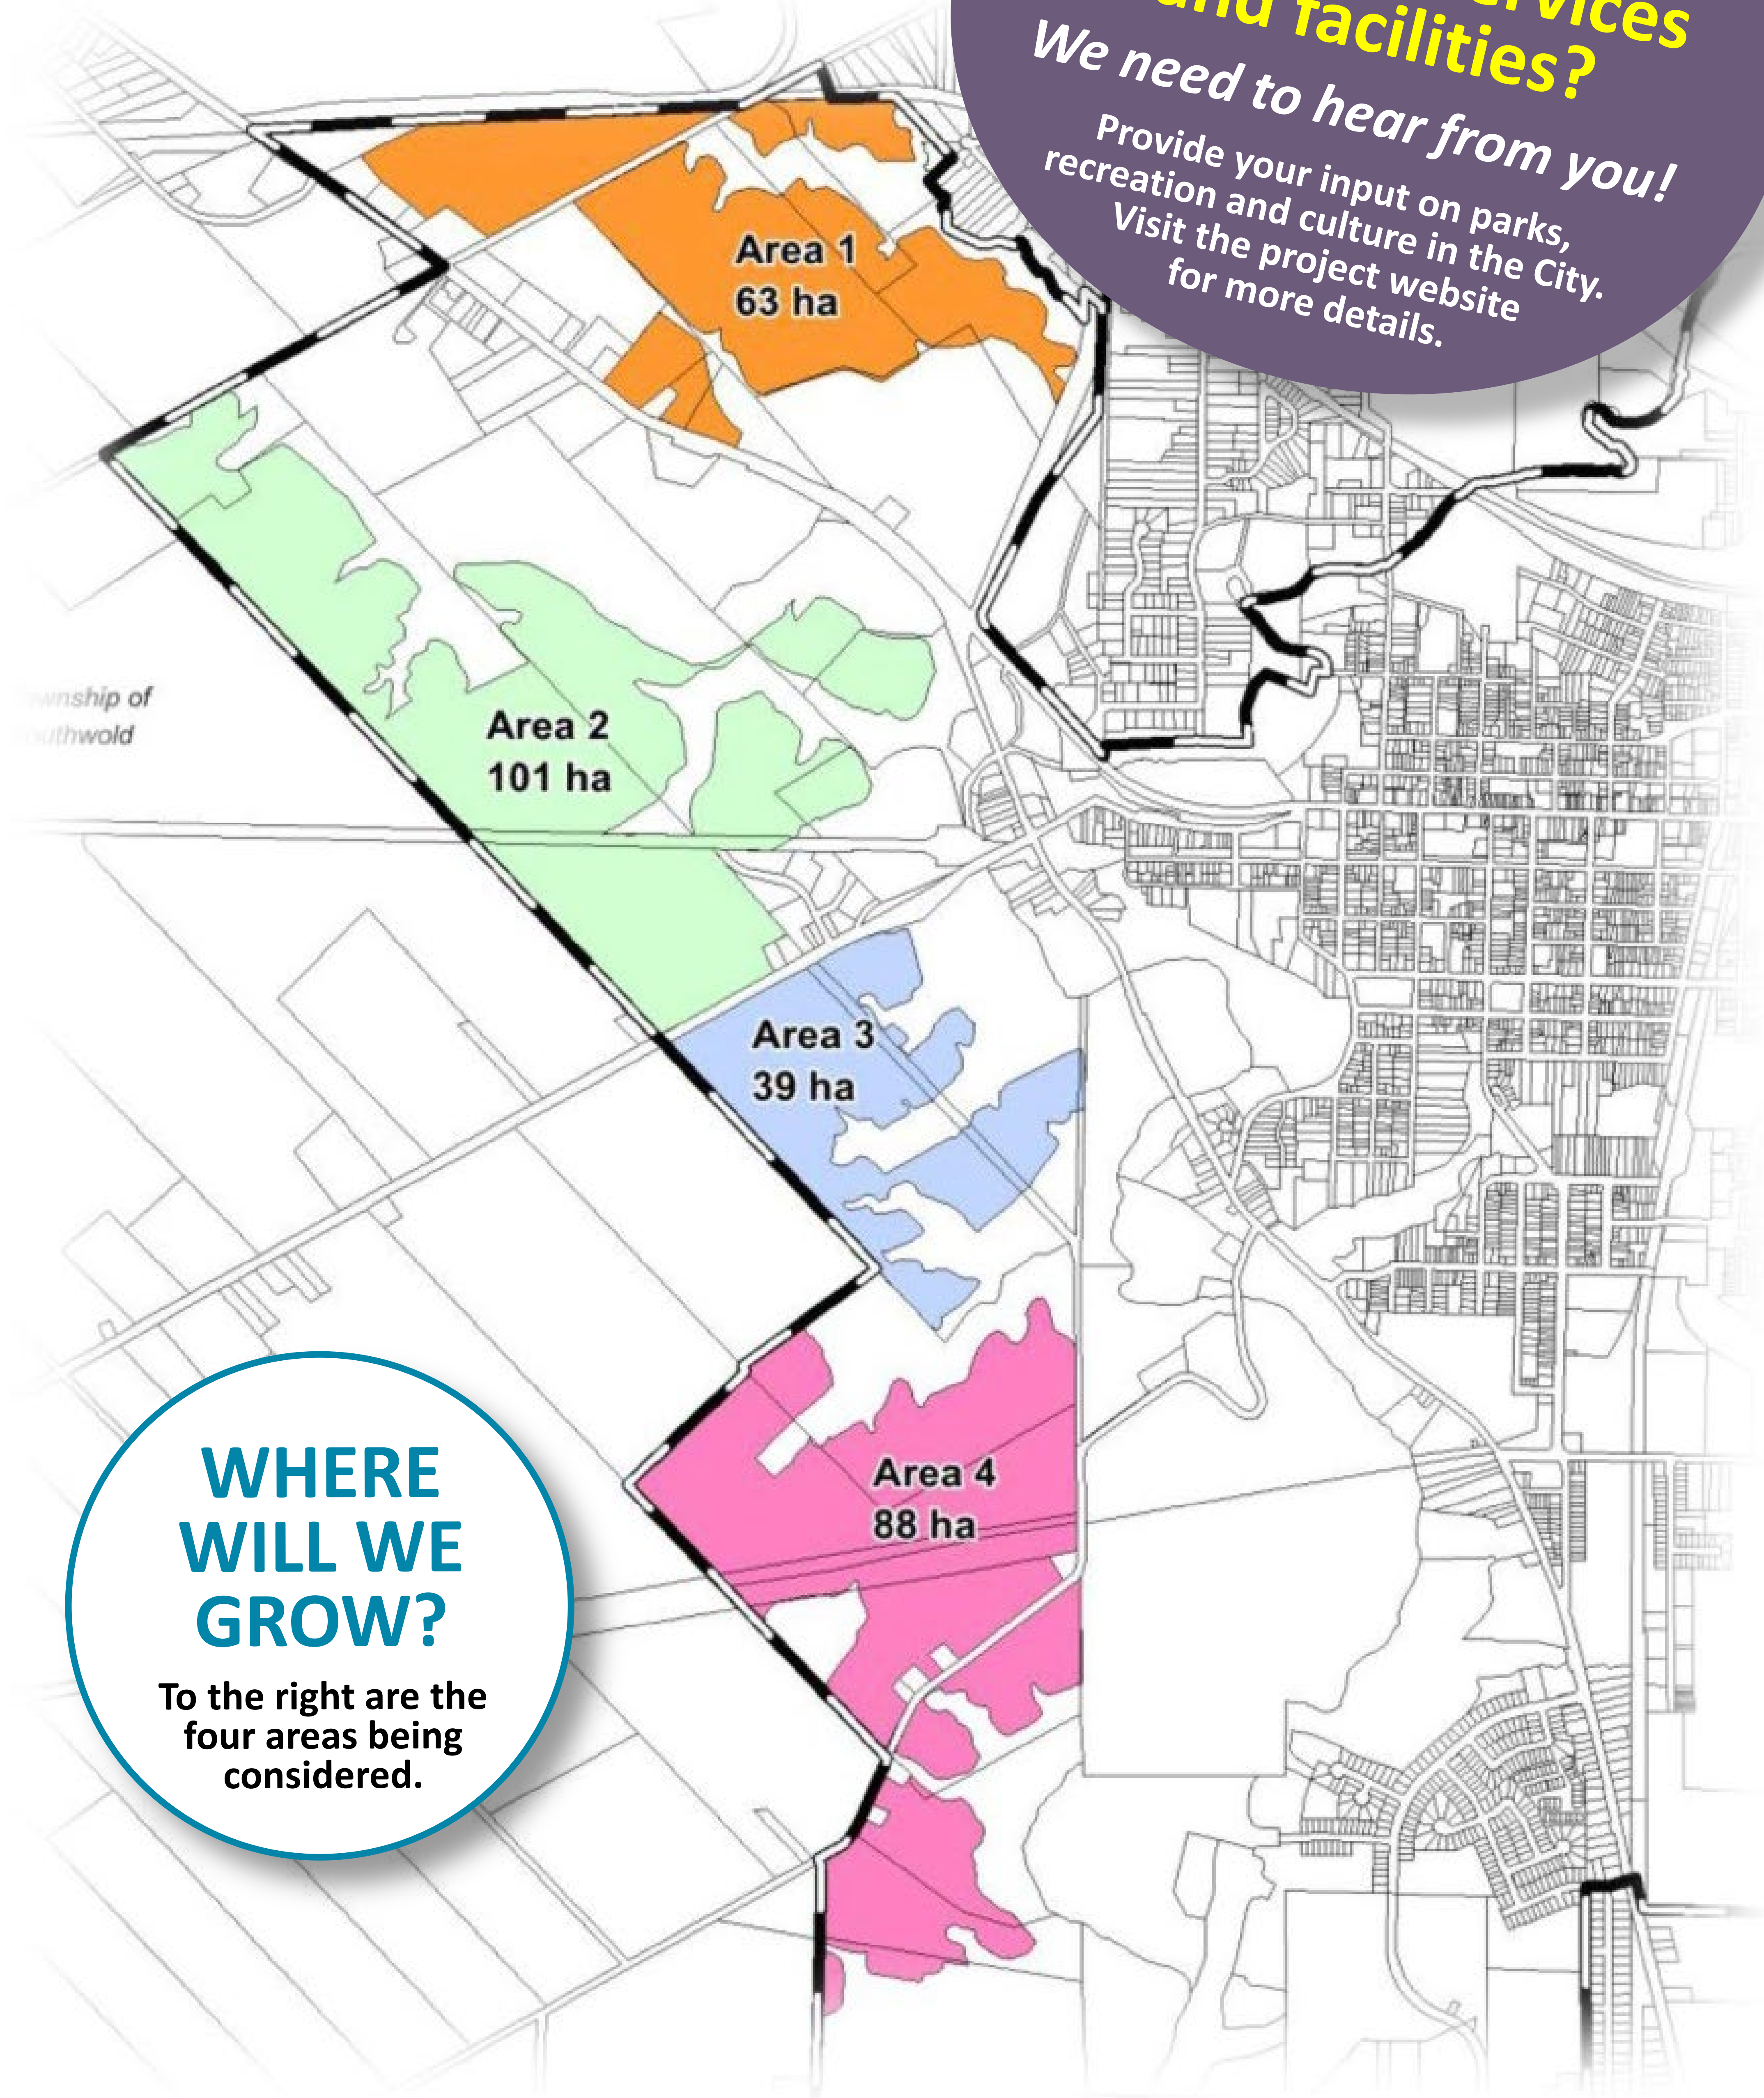 and facilities?
We need to hear from you!
Provide your input on parks,
recreation and culture in the City.
Visit the project website
for more details.
Area 1
63 ha
Area 2
101 ha
of
Area 3
39 ha
Area 4
88 ha
WHERE
WILL WE
GROW?
To the right are the
four areas being
considered.